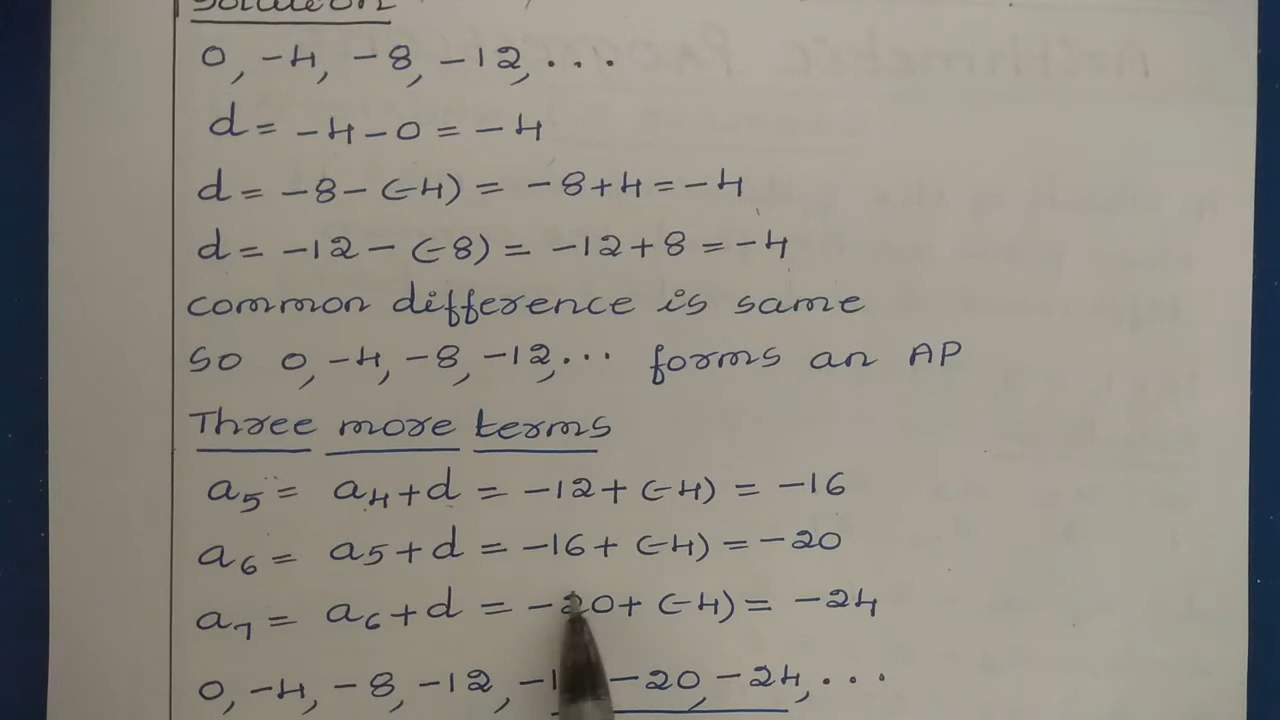 Solution
0, -4, -8, -12, ...
d = -4 - 0 = -4
d = -8 - (-4) = -8 + 4 = -4
d = -12 - (-8) = -12 + 8 = -4
common difference is same
So 0, -4, -8, -12, ... forms an AP
Three more terms
a5 = a4 + d = -12 + (-4) = -16
a6 = a5 + d = -16 + (-4) = -20
a7 = a6 + d = -20 + (-4) = -24
0, -4, -8, -12, -20, -24, ...